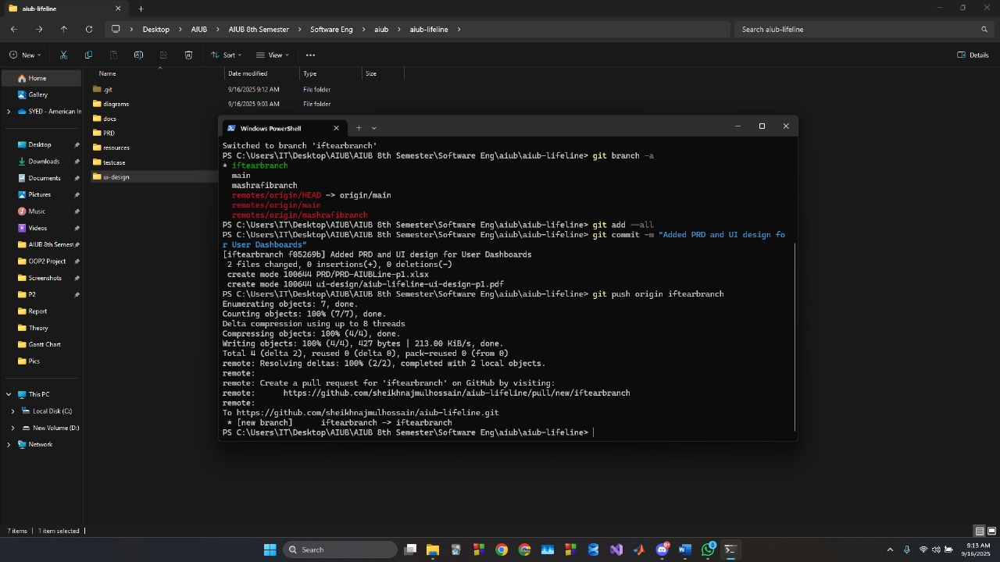 aiub-lifeline
Desktop > AIUB > AIUB 8th Semester > Software Eng > aiub > aiub-lifeline >
Search aiub-lifeline
New
Sort
View
Details
Name
Date modified
Type
Size
Home
Gallery
SYED - American In
Desktop
Downloads
Documents
Pictures
Music
Videos
AIUB 8th Semest
OOP2 Project
Screenshots
P2
Report
Theory
Gantt Chart
Pics
This PC
Local Disk (C:)
New Volume (D:)
Network
.git 9/16/2025 9:12 AM File folder
diagrams 9/16/2025 9:03 AM File folder
docs
PRD
resources
testcase
ui-design
Windows PowerShell
Switched to branch 'iftearbranch'
PS C:\Users\IT\Desktop\AIUB\AIUB 8th Semester\Software Eng\aiub\aiub-lifeline> git branch -a
* iftearbranch
main
mashrafibranch
remotes/origin/HEAD -> origin/main
remotes/origin/main
remotes/origin/mashrafibranch
PS C:\Users\IT\Desktop\AIUB\AIUB 8th Semester\Software Eng\aiub\aiub-lifeline> git add --all
PS C:\Users\IT\Desktop\AIUB\AIUB 8th Semester\Software Eng\aiub\aiub-lifeline> git commit -m "Added PRD and UI design fo
r User Dashboards"
[iftearbranch f05269b] Added PRD and UI design for User Dashboards
2 files changed, 0 insertions(+), 0 deletions(-)
create mode 100644 PRD/PRD-AIUBLine-p1.xlsx
create mode 100644 ui-design/aiub-lifeline-ui-design-p1.pdf
PS C:\Users\IT\Desktop\AIUB\AIUB 8th Semester\Software Eng\aiub\aiub-lifeline> git push origin iftearbranch
Enumerating objects: 7, done.
Counting objects: 100% (7/7), done.
Delta compression using up to 8 threads
Compressing objects: 100% (4/4), done.
Writing objects: 100% (4/4), 427 bytes | 213.00 KiB/s, done.
Total 4 (delta 2), reused 0 (delta 0), pack-reused 0 (from 0)
remote: Resolving deltas: 100% (2/2), completed with 2 local objects.
remote:
remote: Create a pull request for 'iftearbranch' on GitHub by visiting:
remote:      https://github.com/sheikhnajmulhossain/aiub-lifeline/pull/new/iftearbranch
remote:
To https://github.com/sheikhnajmulhossain/aiub-lifeline.git
* [new branch]      iftearbranch -> iftearbranch
PS C:\Users\IT\Desktop\AIUB\AIUB 8th Semester\Software Eng\aiub\aiub-lifeline>
7 items
1 item selected
Search
9+
8
9:13 AM
9/16/2025